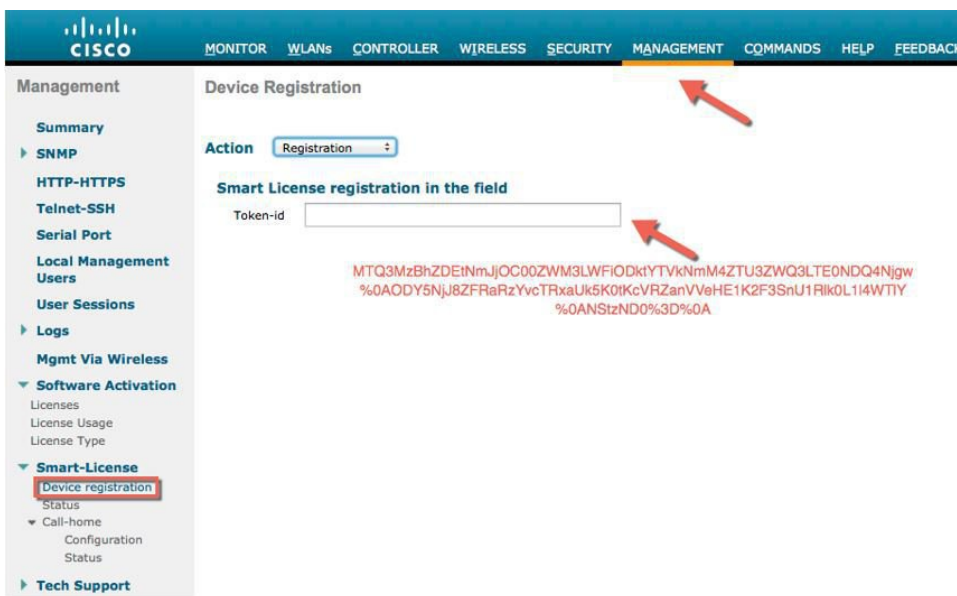 CISCO
MONITOR WLANs CONTROLLER WIRELESS SECURITY MANAGEMENT COMMANDS HELP FEEDBACK
Management
Device Registration
Summary
SNMP
HTTP-HTTPS
Telnet-SSH
Serial Port
Local Management
Users
User Sessions
Logs
Mgmt Via Wireless
Software Activation
Licenses
License Usage
License Type
Smart-License
Device registration
Status
Call-home
Configuration
Status
Tech Support
Action Registration
Smart License registration in the field
Token-id
MTQ3MzBhZDEtNmJjOC00ZWM3LWFiODktYTVkNmM4ZTU3ZWQ3LTE0NDQ4Njgw
%0AODY5NjJ8ZFRaRzYvcTRxaUk5K0tKcVRZanVVeHE1K2F3SnU1Rlk0L1l4WTlY
%0ANStzND0%3D%0A